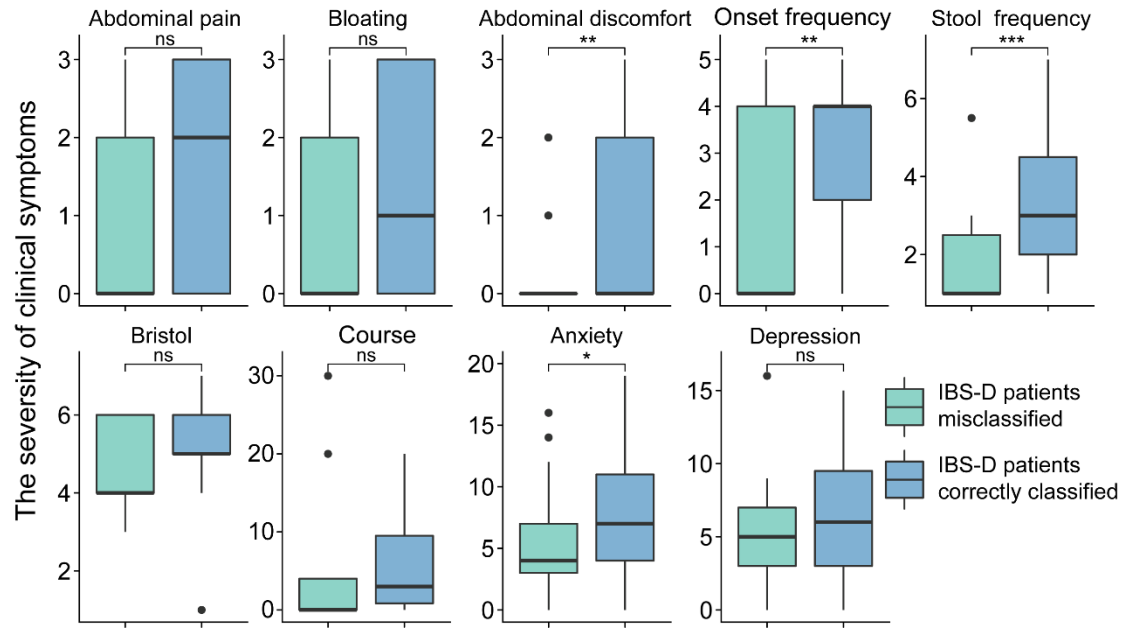 Abdominal pain
ns
3
2
1
0
Bloating
ns
3
2
1
0
Abdominal discomfort
**
3
2
1
0
Onset frequency
**
5
4
3
2
1
0
Stool frequency
***
6
4
2
The severity of clinical symptoms
Bristol
ns
6
4
2
Course
ns
30
20
10
0
Anxiety
*
20
15
10
5
0
Depression
ns
15
10
5
0
IBS-D patients
misclassified
IBS-D patients
correctly classified